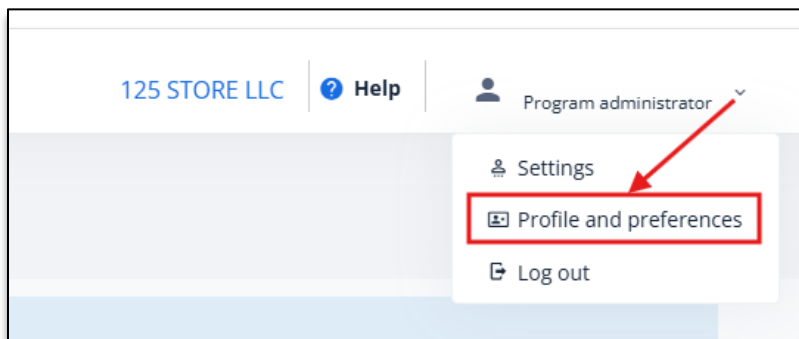 125 STORE LLC
Help
Program administrator
Settings
Profile and preferences
Log out